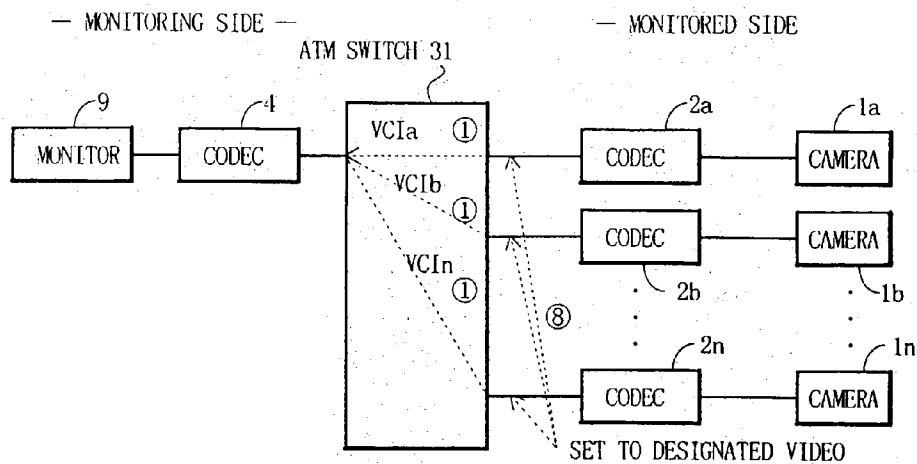 — MONITORING SIDE —
— MONITORED SIDE
ATM SWITCH 31
9
4
2a
1a
MONITOR
CODEC
VCIa ①
CODEC
CAMERA
VCIb
①
CODEC
CAMERA
VCIn
①
2b
1b
⑧
2n
1n
CODEC
CAMERA
SET TO DESIGNATED VIDEO